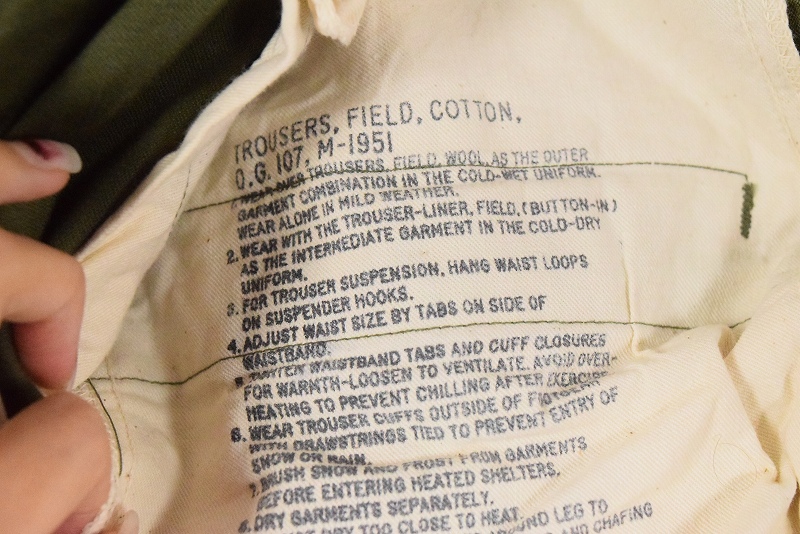 TROUSERS, FIELD, COTTON,
O.G. 107, M-1951
WEAR OVER TROUSERS, FIELD, WOOL, AS THE OUTER
GARMENT COMBINATION IN THE COLD-WET UNIFORM.
WEAR ALONE IN MILD WEATHER.
2. WEAR WITH THE TROUSER-LINER, FIELD, (BUTTON-IN)
AS THE INTERMEDIATE GARMENT IN THE COLD-DRY
UNIFORM.
3. FOR TROUSER SUSPENSION, HANG WAIST LOOPS
ON SUSPENDER HOOKS.
4. ADJUST WAIST SIZE BY TABS ON SIDE OF
WAISTBAND.
WAISTBAND TABS AND CUFF CLOSURES
FOR WARMTH-LOOSEN TO VENTILATE. AVOID OVER-
HEATING TO PREVENT CHILLING AFTER EXERCISE.
6. WEAR TROUSER CUFFS OUTSIDE OF
WITH DRAWSTRINGS TIED TO PREVENT ENTRY OF
SNOW OR RAIN.
7. BRUSH SNOW AND FROST FROM GARMENTS
BEFORE ENTERING HEATED SHELTERS.
8. DRY GARMENTS SEPARATELY.
DRY TOO CLOSE TO HEAT.
AROUND LEG TO
AND CHAFING